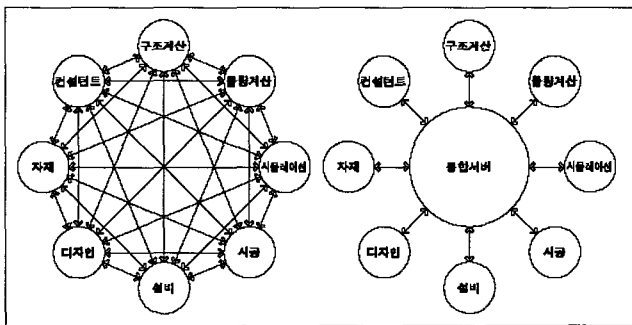 구조계산
컨설턴트
물량계산
자재
시뮬레이션
디자인
시공
설비
구조계산
컨설턴트
물량계산
자재
통합서버
시뮬레이션
디자인
시공
설비